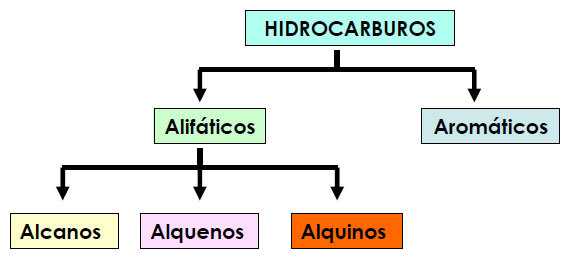 HIDROCARBUROS
Alifáticos
Aromáticos
Alcanos
Alquenos
Alquinos